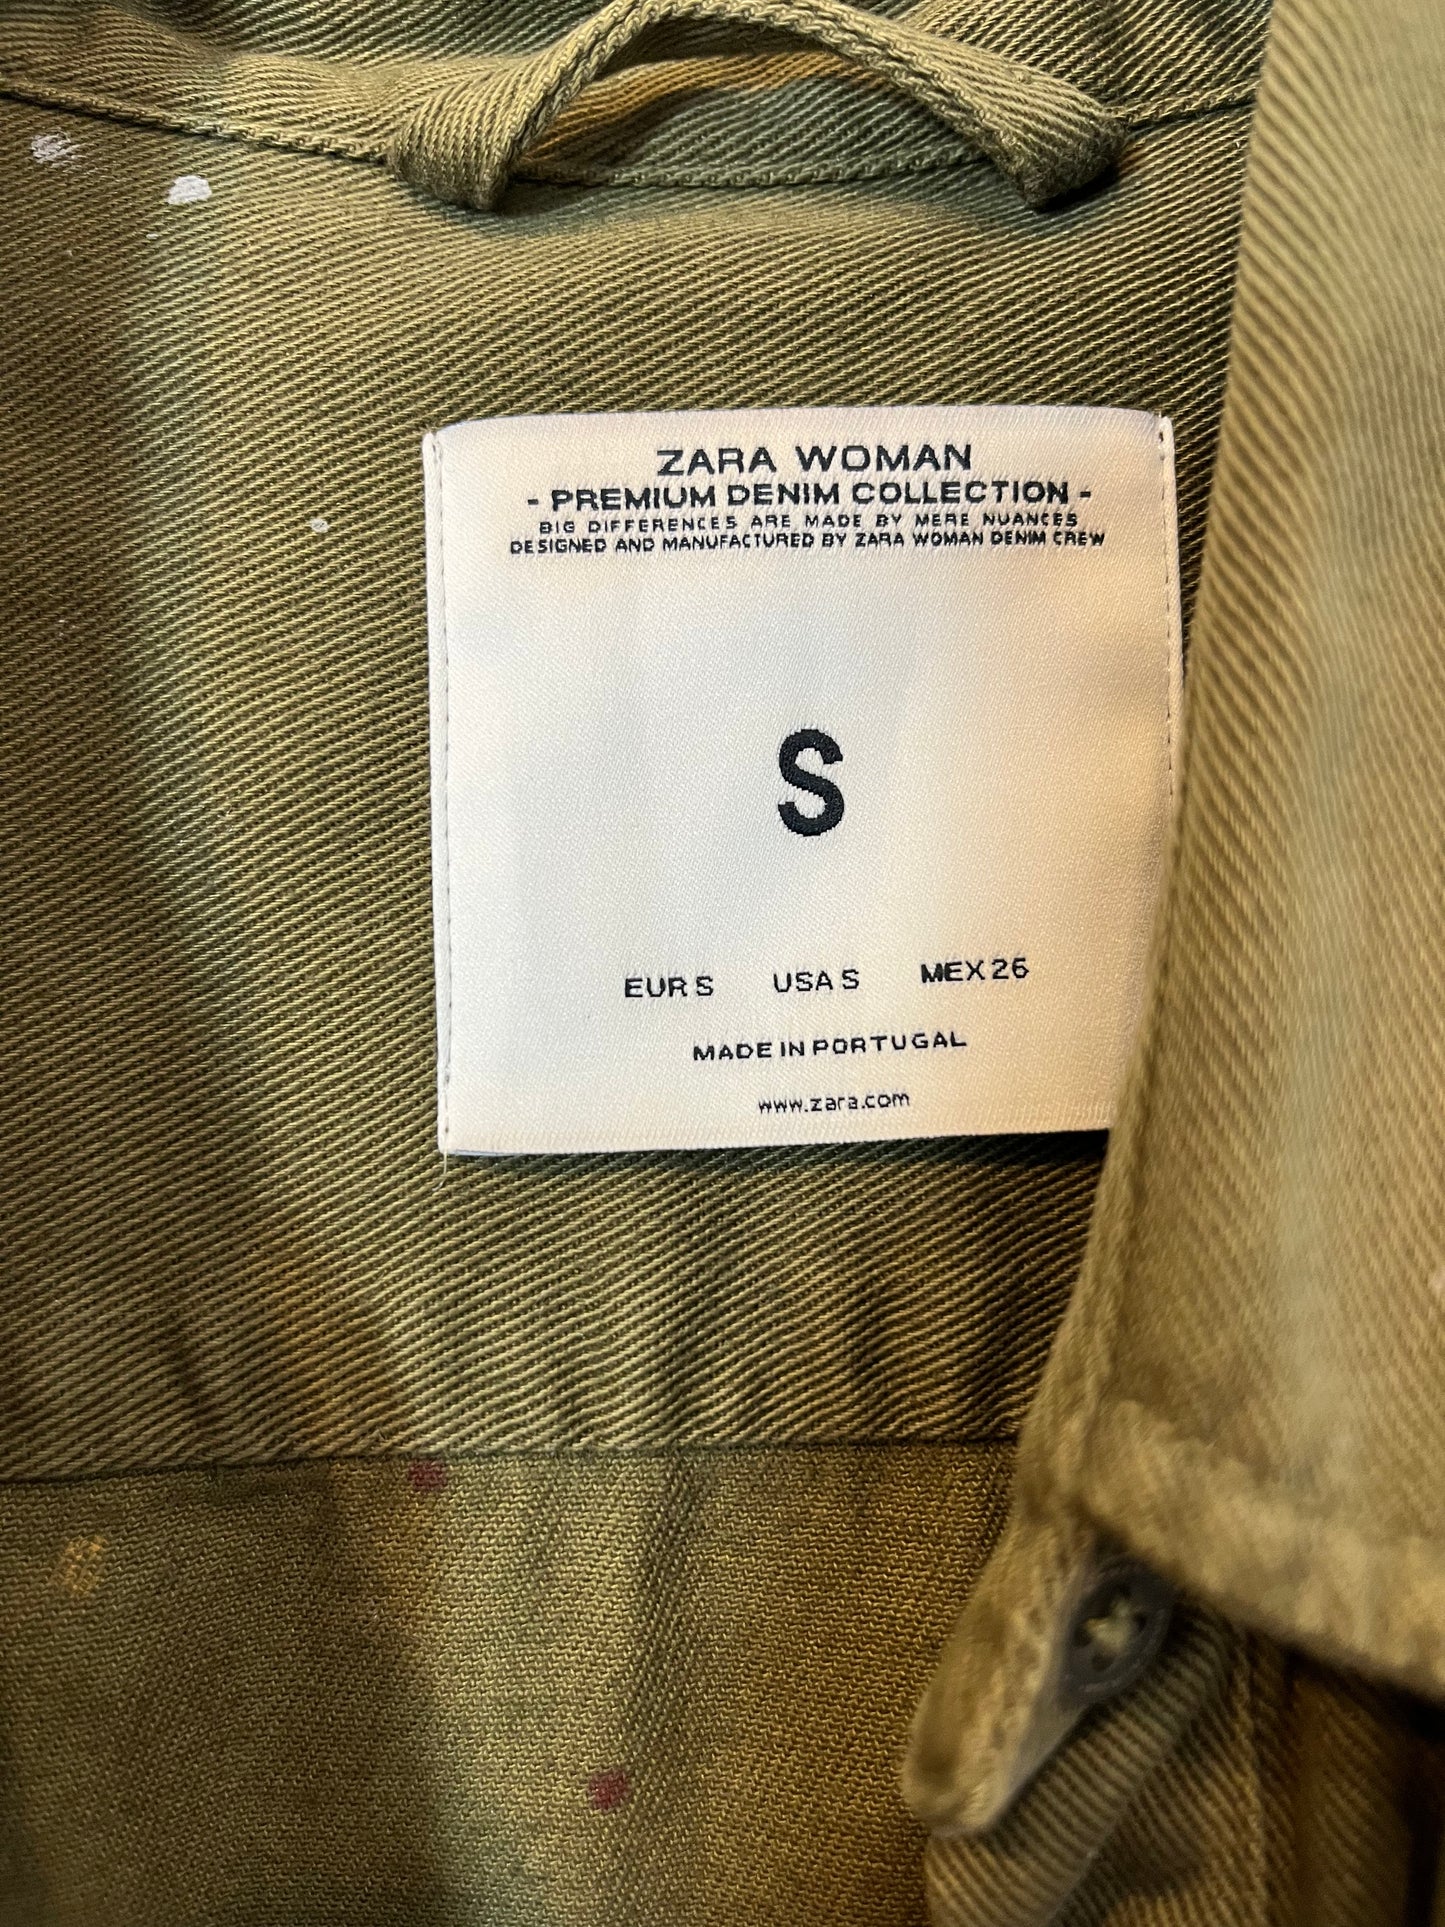 ZARA WOMAN
- PREMIUM DENIM COLLECTION -
BIG DIFFERENCES ARE MADE BY MERE NUANCES
DESIGNED AND MANUFACTURED BY ZARA WOMAN DENIM CREW
S
EUR S USA S MEX 26
MADE IN PORTUGAL
www.zara.com